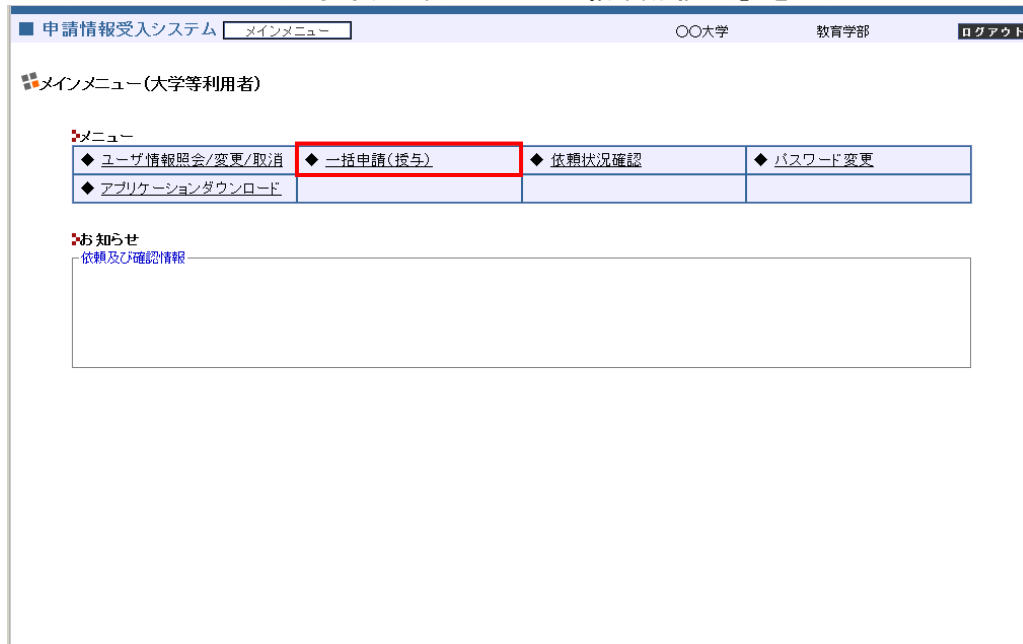 ■ 申請情報受入システム メインメニュー ○○大学 教育学部 ログアウト
メインメニュー(大学等利用者)
メニュー
◆ ユーザ情報照会/変更/取消 ◆ 一括申請(授与) ◆ 依頼状況確認 ◆ パスワード変更
◆ アプリケーションダウンロード
お知らせ
依頼及び確認情報